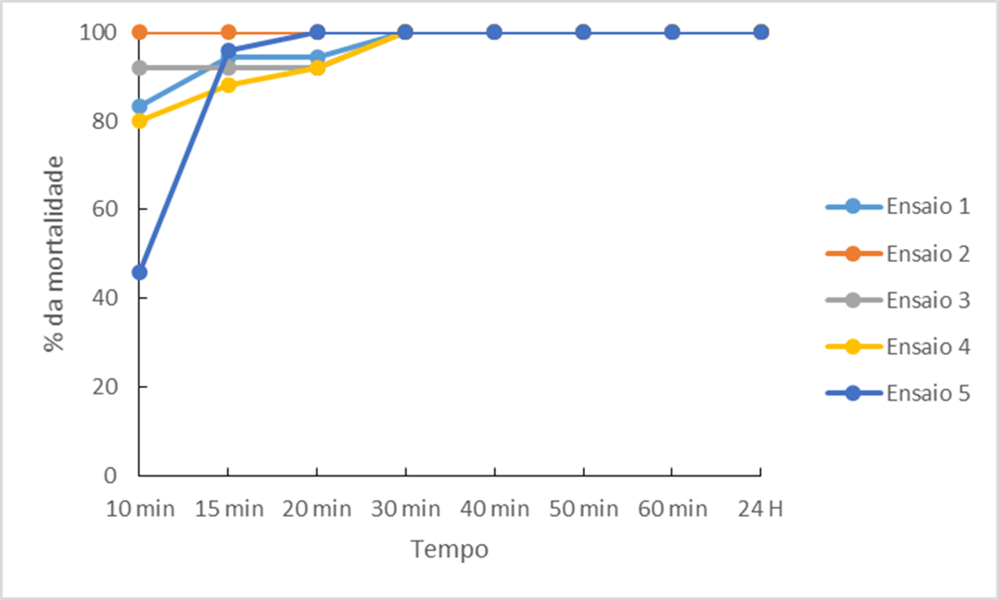 % da mortalidade
100
80
60
40
20
0
10 min 15 min 20 min 30 min 40 min 50 min 60 min 24 H
Tempo
Ensaio 1
Ensaio 2
Ensaio 3
Ensaio 4
Ensaio 5